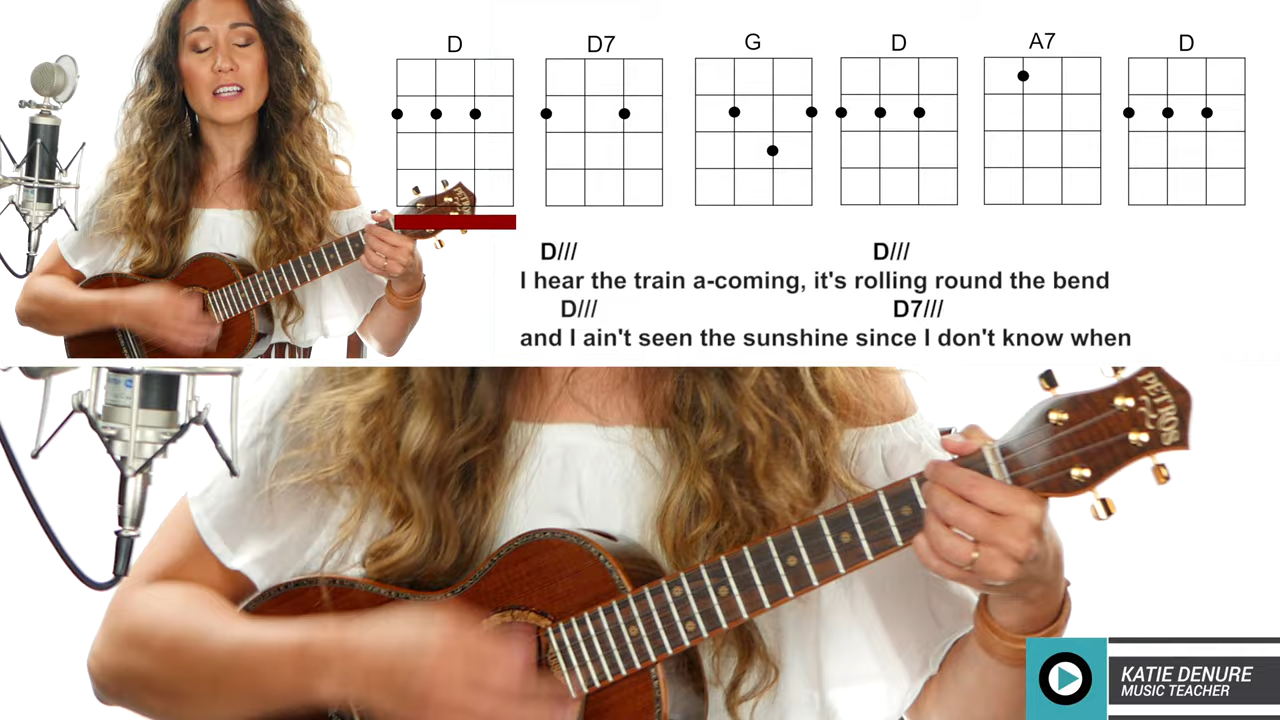 D D7 G D A7 D
D/// D///
I hear the train a-coming, it's rolling round the bend
D/// D7///
and I ain't seen the sunshine since I don't know when
PETROS
PETROS
KATIE DENURE
MUSIC TEACHER